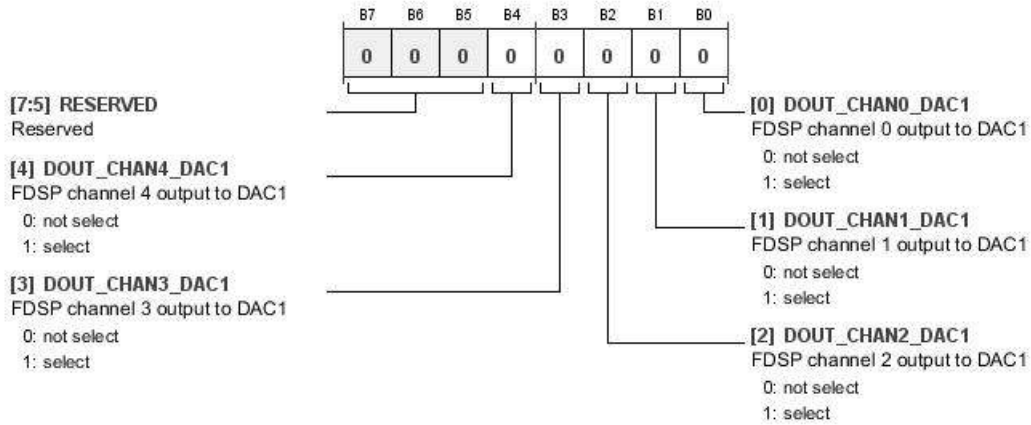 B7 B6 B5 B4 B3 B2 B1 B0
0 0 0 0 0 0 0 0
[7:5] RESERVED
Reserved
[4] DOUT_CHAN4_DAC1
FDSP channel 4 output to DAC1
0: not select
1: select
[3] DOUT_CHAN3_DAC1
FDSP channel 3 output to DAC1
0: not select
1: select
[0] DOUT_CHAN0_DAC1
FDSP channel 0 output to DAC1
0: not select
1: select
[1] DOUT_CHAN1_DAC1
FDSP channel 1 output to DAC1
0: not select
1: select
[2] DOUT_CHAN2_DAC1
FDSP channel 2 output to DAC1
0: not select
1: select